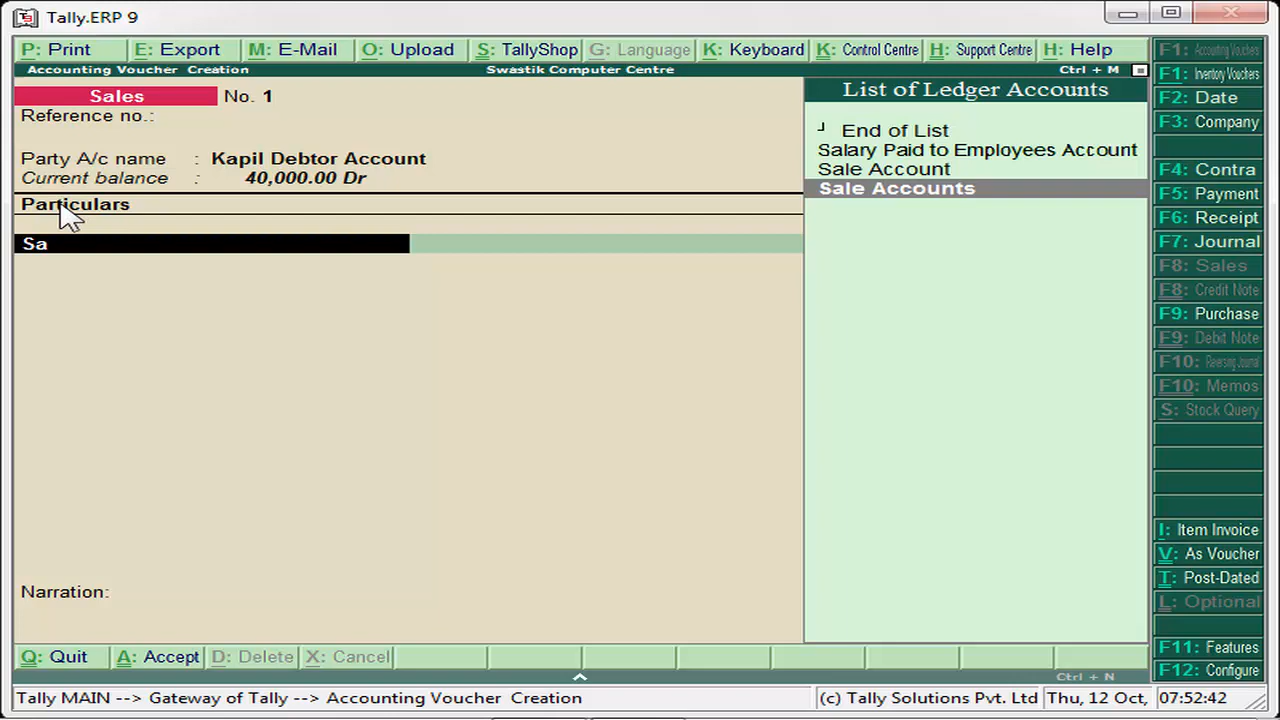 Tally.ERP 9
P: Print E: Export M: E-Mail O: Upload S: TallyShop G: Language K: Keyboard K: Control Centre H: Support Centre H: Help
Accounting Voucher Creation Swastik Computer Centre Ctrl + M
Sales No. 1
Reference no.:
Party A/c name : Kapil Debtor Account
Current balance : 40,000.00 Dr
Particulars
Sa
Narration:
List of Ledger Accounts
End of List
Salary Paid to Employees Account
Sale Account
Sale Accounts
F1: Accounting Vouchers
F1: Inventory Vouchers
F2: Date
F3: Company
F4: Contra
F5: Payment
F6: Receipt
F7: Journal
F8: Sales
F8: Credit Note
F9: Purchase
F9: Debit Note
F10: Reversing Journal
F10: Memos
S: Stock Query
I: Item Invoice
V: As Voucher
T: Post-Dated
L: Optional
F11: Features
F12: Configure
Q: Quit A: Accept D: Delete X: Cancel
Ctrl + N
Tally MAIN --> Gateway of Tally --> Accounting Voucher Creation (c) Tally Solutions Pvt. Ltd Thu, 12 Oct, 07:52:42